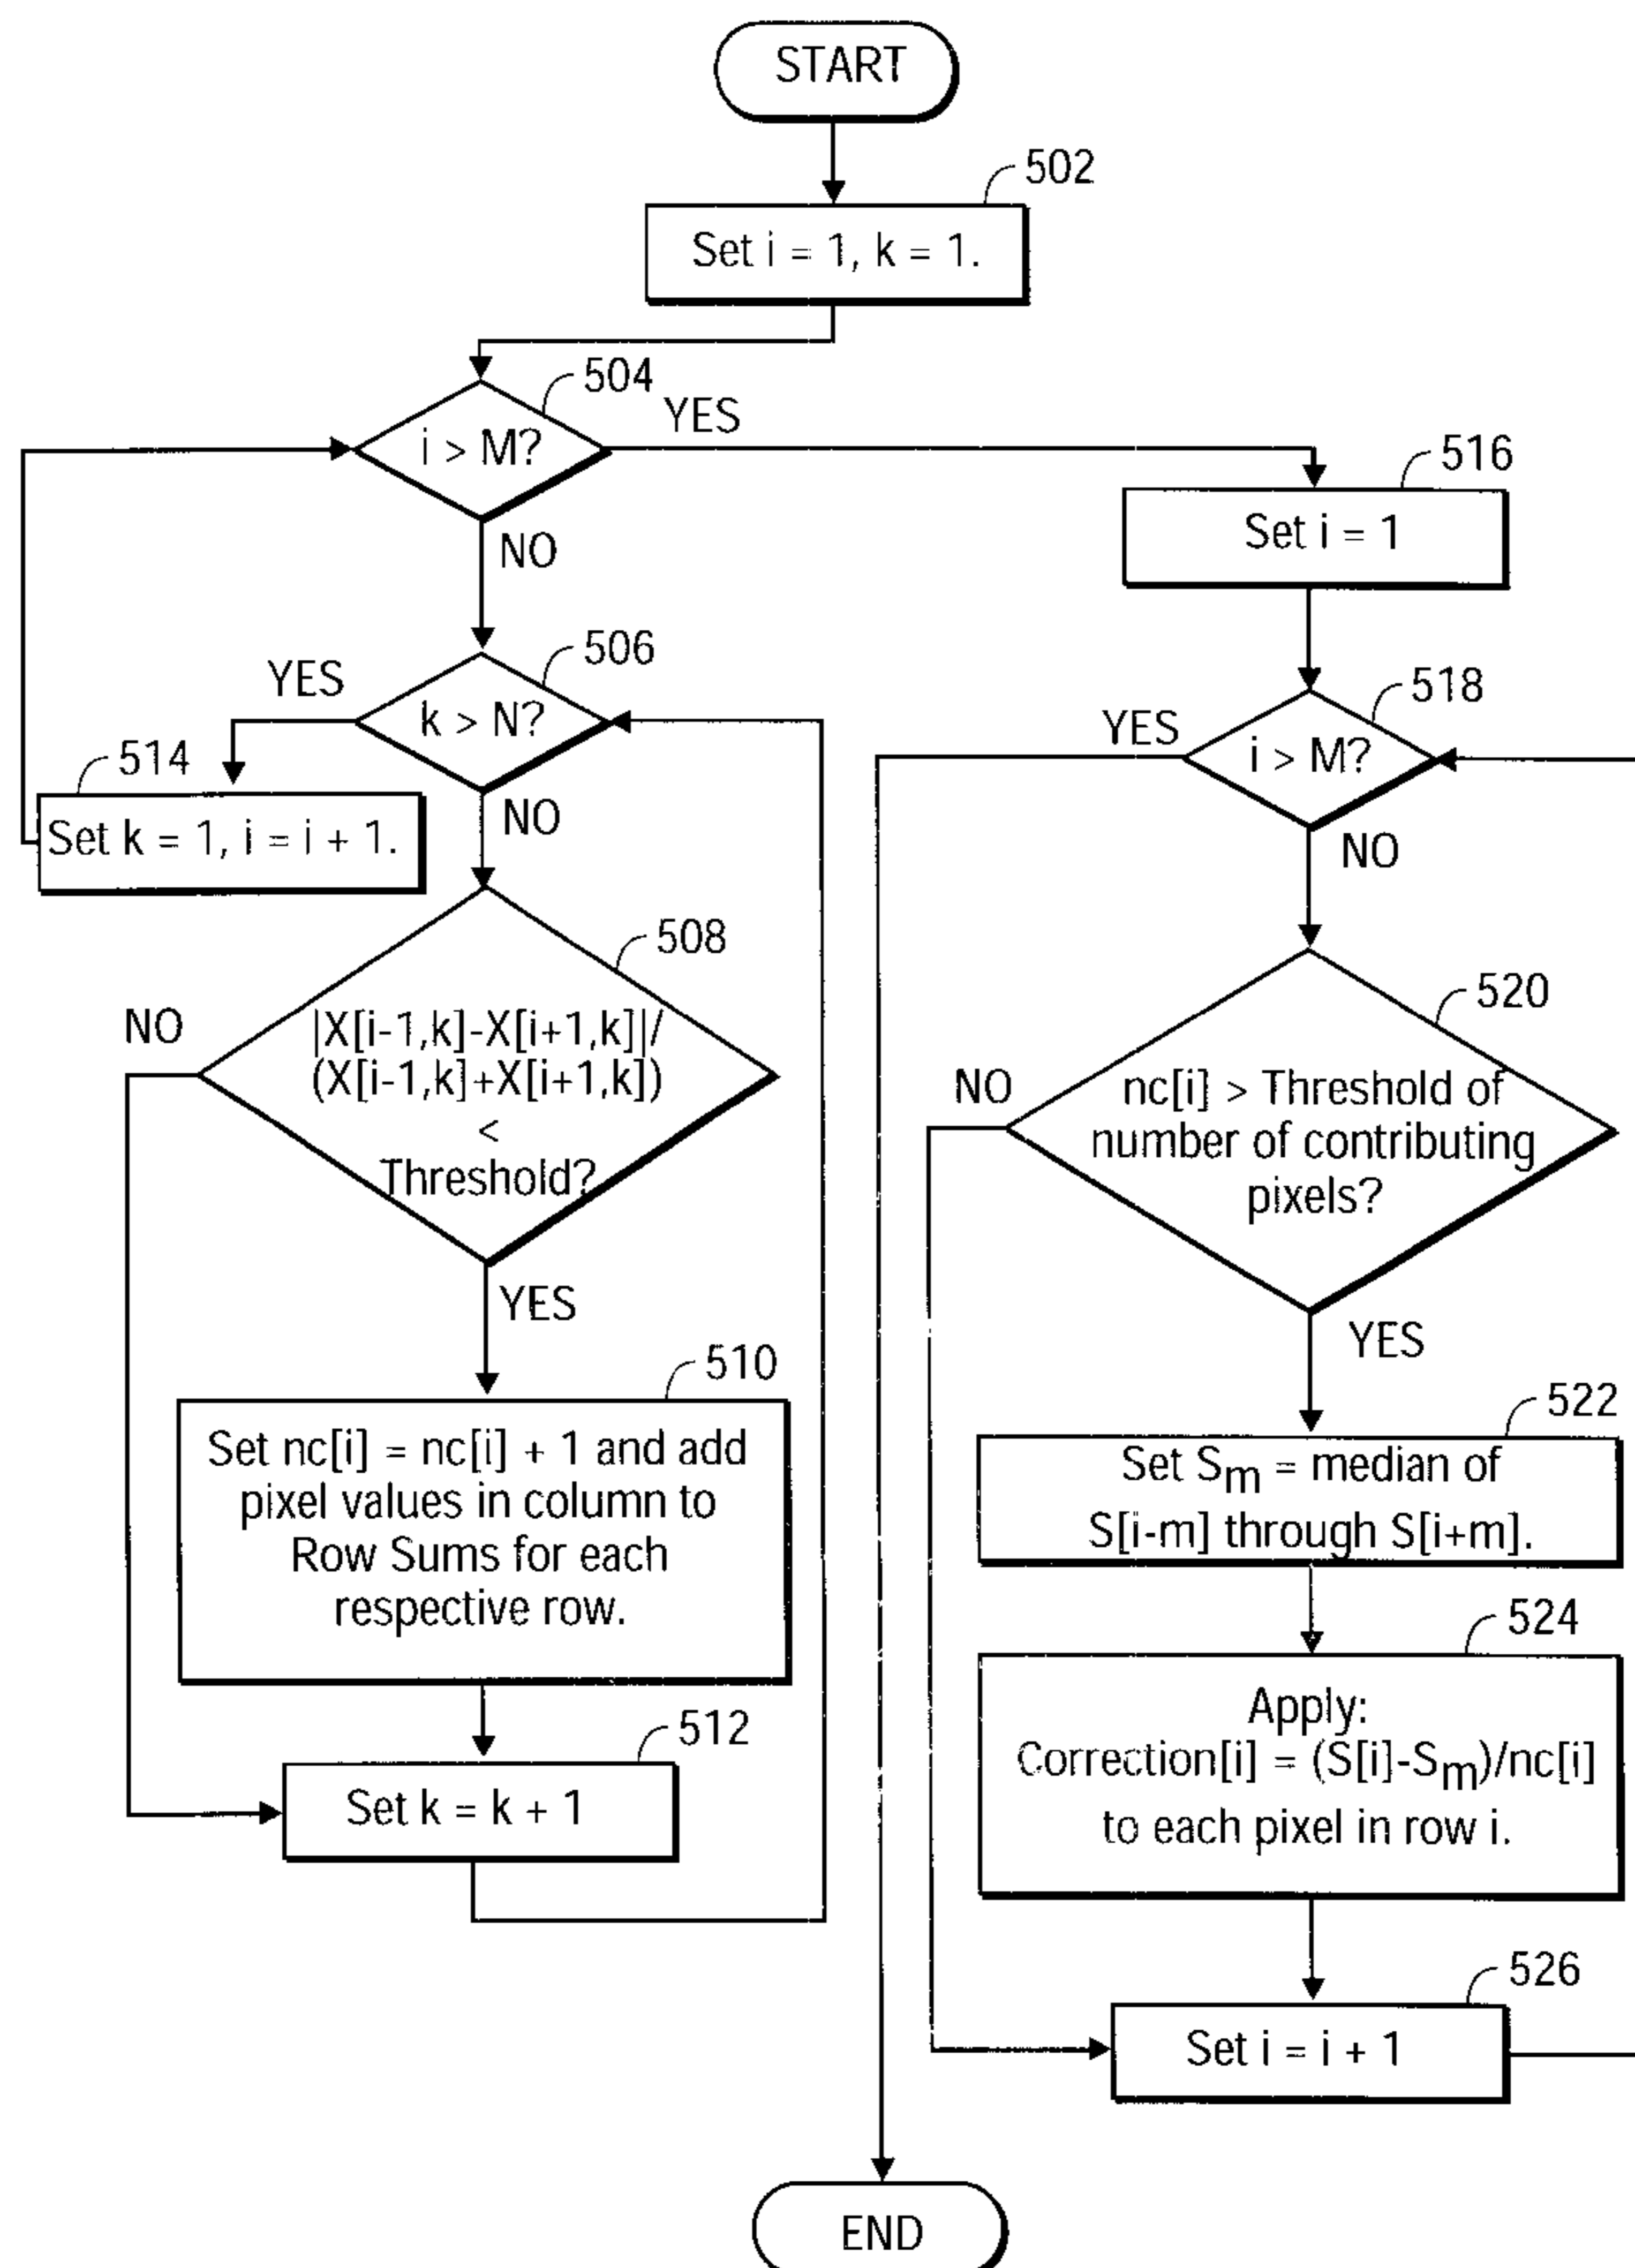 START
502
Set i = 1, k = 1.
504
i > M?
YES
NO
506
k > N?
YES
NO
514
Set k = 1, i = i + 1.
508
|X[i-1,k]-X[i+1,k]|/
(X[i-1,k]+X[i+1,k])
<
Threshold?
NO
YES
510
Set nc[i] = nc[i] + 1 and add
pixel values in column to
Row Sums for each
respective row.
512
Set k = k + 1
516
Set i = 1
518
i > M?
YES
NO
520
nc[i] > Threshold of
number of contributing
pixels?
NO
YES
522
Set Sm = median of
S[i-m] through S[i+m].
524
Apply:
Correction[i] = (S[i]-Sm)/nc[i]
to each pixel in row i.
526
Set i = i + 1
END